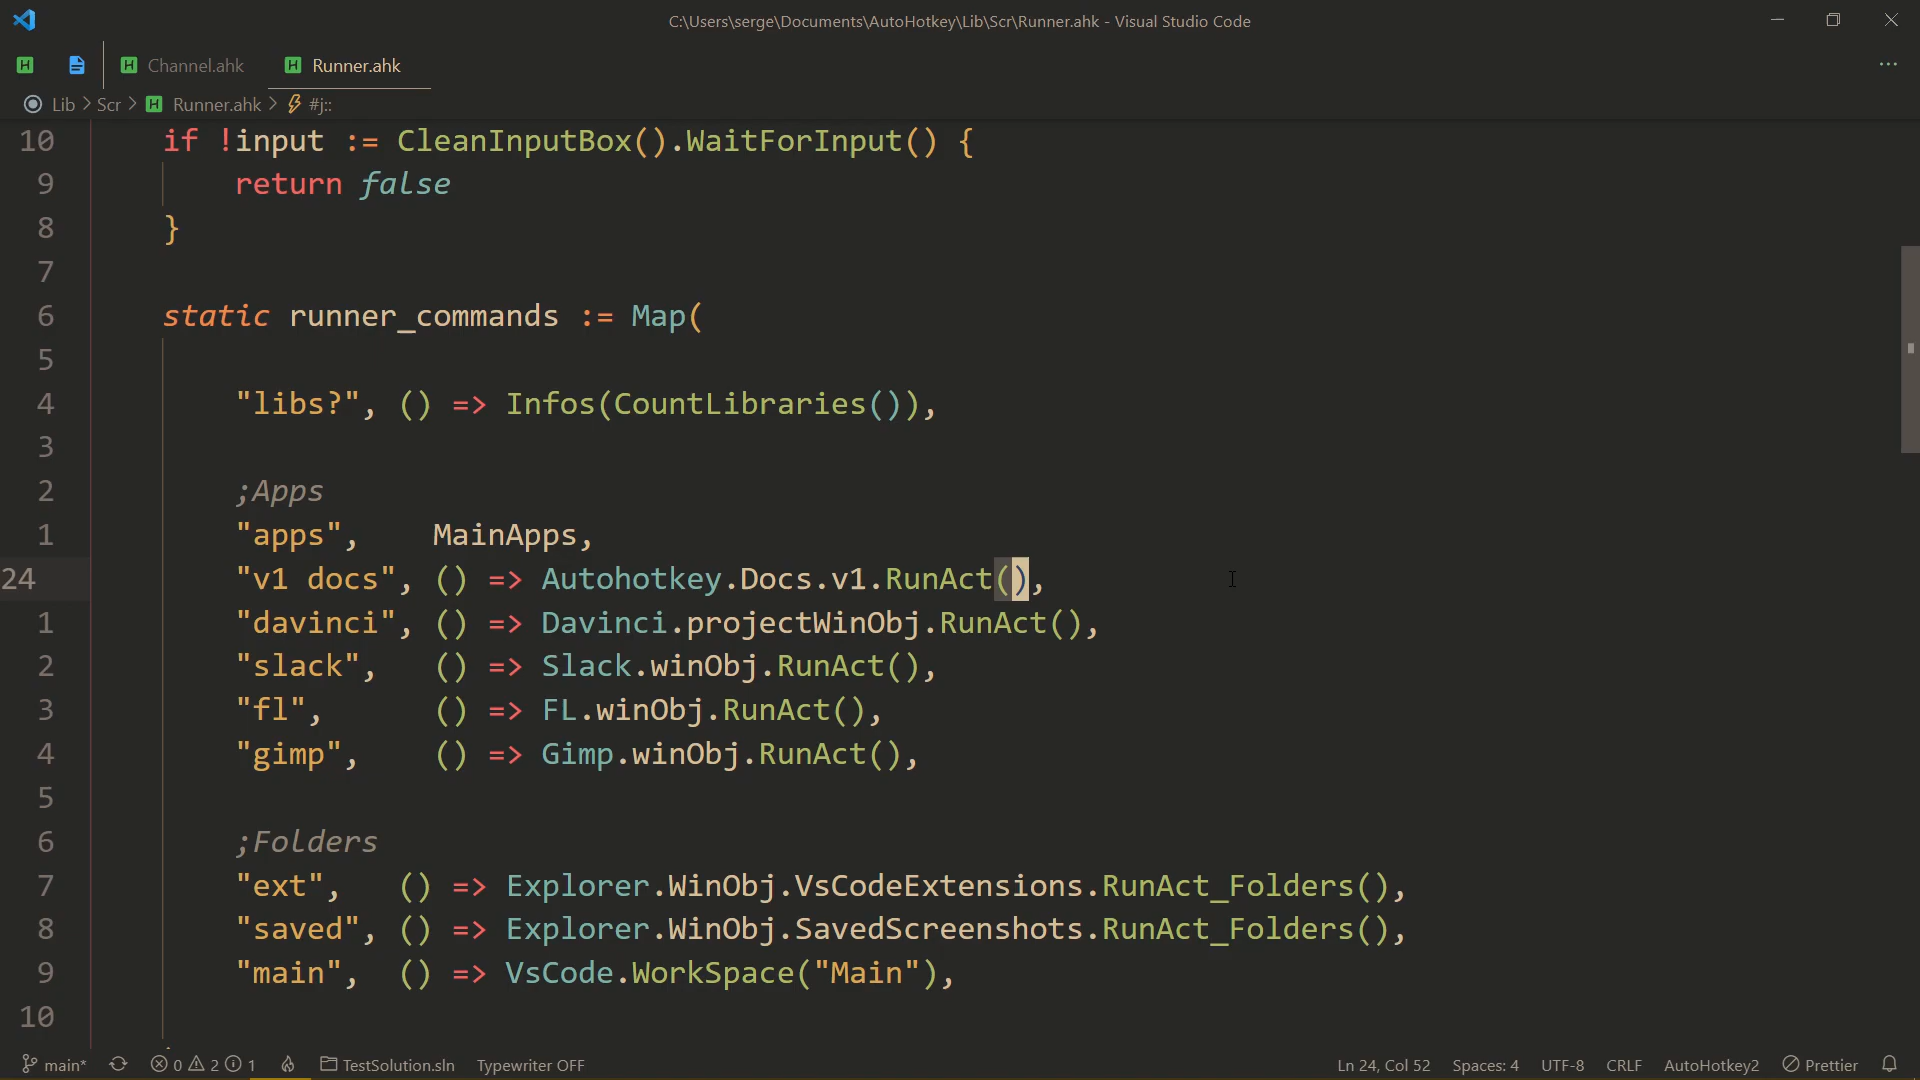 C:\Users\serge\Documents\AutoHotkey\Lib\Scr\Runner.ahk - Visual Studio Code
Channel.ahk
Runner.ahk
Lib > Scr > Runner.ahk > #j::
10 if !input := CleanInputBox().WaitForInput() {
9 return false
8 }
7
6 static runner_commands := Map(
5
4 "libs?", () => Infos(CountLibraries()),
3
2 ;Apps
1 "apps", MainApps,
24 "v1 docs", () => Autohotkey.Docs.v1.RunAct(),
1 "davinci", () => Davinci.projectWinObj.RunAct(),
2 "slack", () => Slack.winObj.RunAct(),
3 "fl", () => FL.winObj.RunAct(),
4 "gimp", () => Gimp.winObj.RunAct(),
5
6 ;Folders
7 "ext", () => Explorer.WinObj.VsCodeExtensions.RunAct_Folders(),
8 "saved", () => Explorer.WinObj.SavedScreenshots.RunAct_Folders(),
9 "main", () => VsCode.WorkSpace("Main"),
10
main* 0 2 1 TestSolution.sln Typewriter OFF Ln 24, Col 52 Spaces: 4 UTF-8 CRLF AutoHotkey2 Prettier